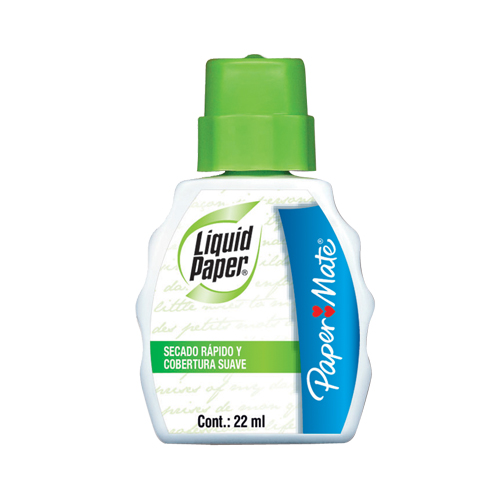 Liquid
Paper®
Paper Mate®
SECADO RÁPIDO Y
COBERTURA SUAVE
Cont.: 22 ml